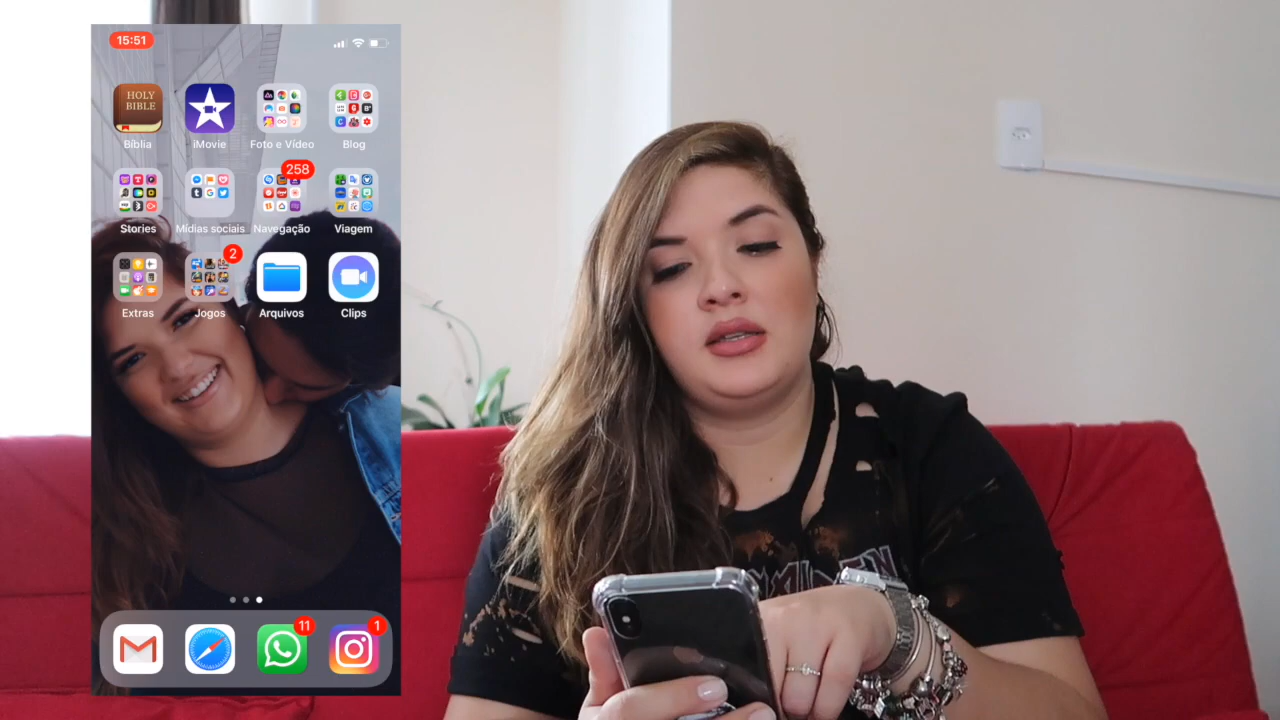 15:51
HOLY
BIBLE
Bíblia
iMovie
Foto e Vídeo
Blog
258
Stories
Mídias sociais
Navegação
Viagem
2
Extras
Jogos
Arquivos
Clips
11
1
MAIDEN